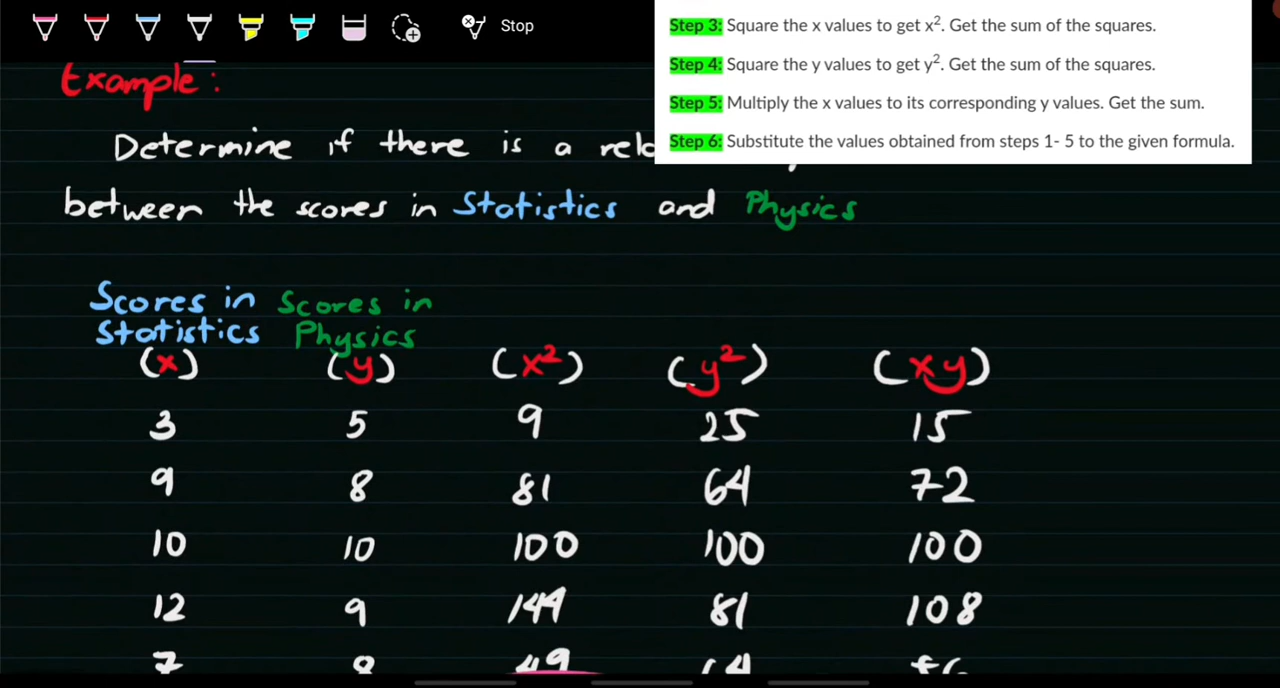 Stop
Step 3: Square the x values to get x². Get the sum of the squares.
Step 4: Square the y values to get y². Get the sum of the squares.
Step 5: Multiply the x values to its corresponding y values. Get the sum.
Step 6: Substitute the values obtained from steps 1- 5 to the given formula.
Example:
Determine if there is a
between the scores in Statistics and Physics
Scores in Statistics Scores in Physics
(x) (y) (x²) (y²) (xy)
3 5 9 25 15
9 8 81 64 72
10 10 100 100 100
12 9 144 81 108
7 8 49 64 56